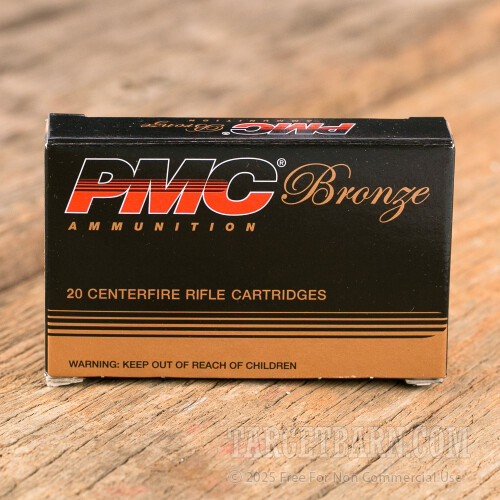 AMMUNITION Bronze PMC
PMC® Bronze
AMMUNITION
20 CENTERFIRE RIFLE CARTRIDGES
WARNING: KEEP OUT OF REACH OF CHILDREN
TARGETBARN.COM
© 2025 Free For Non Commercial Use